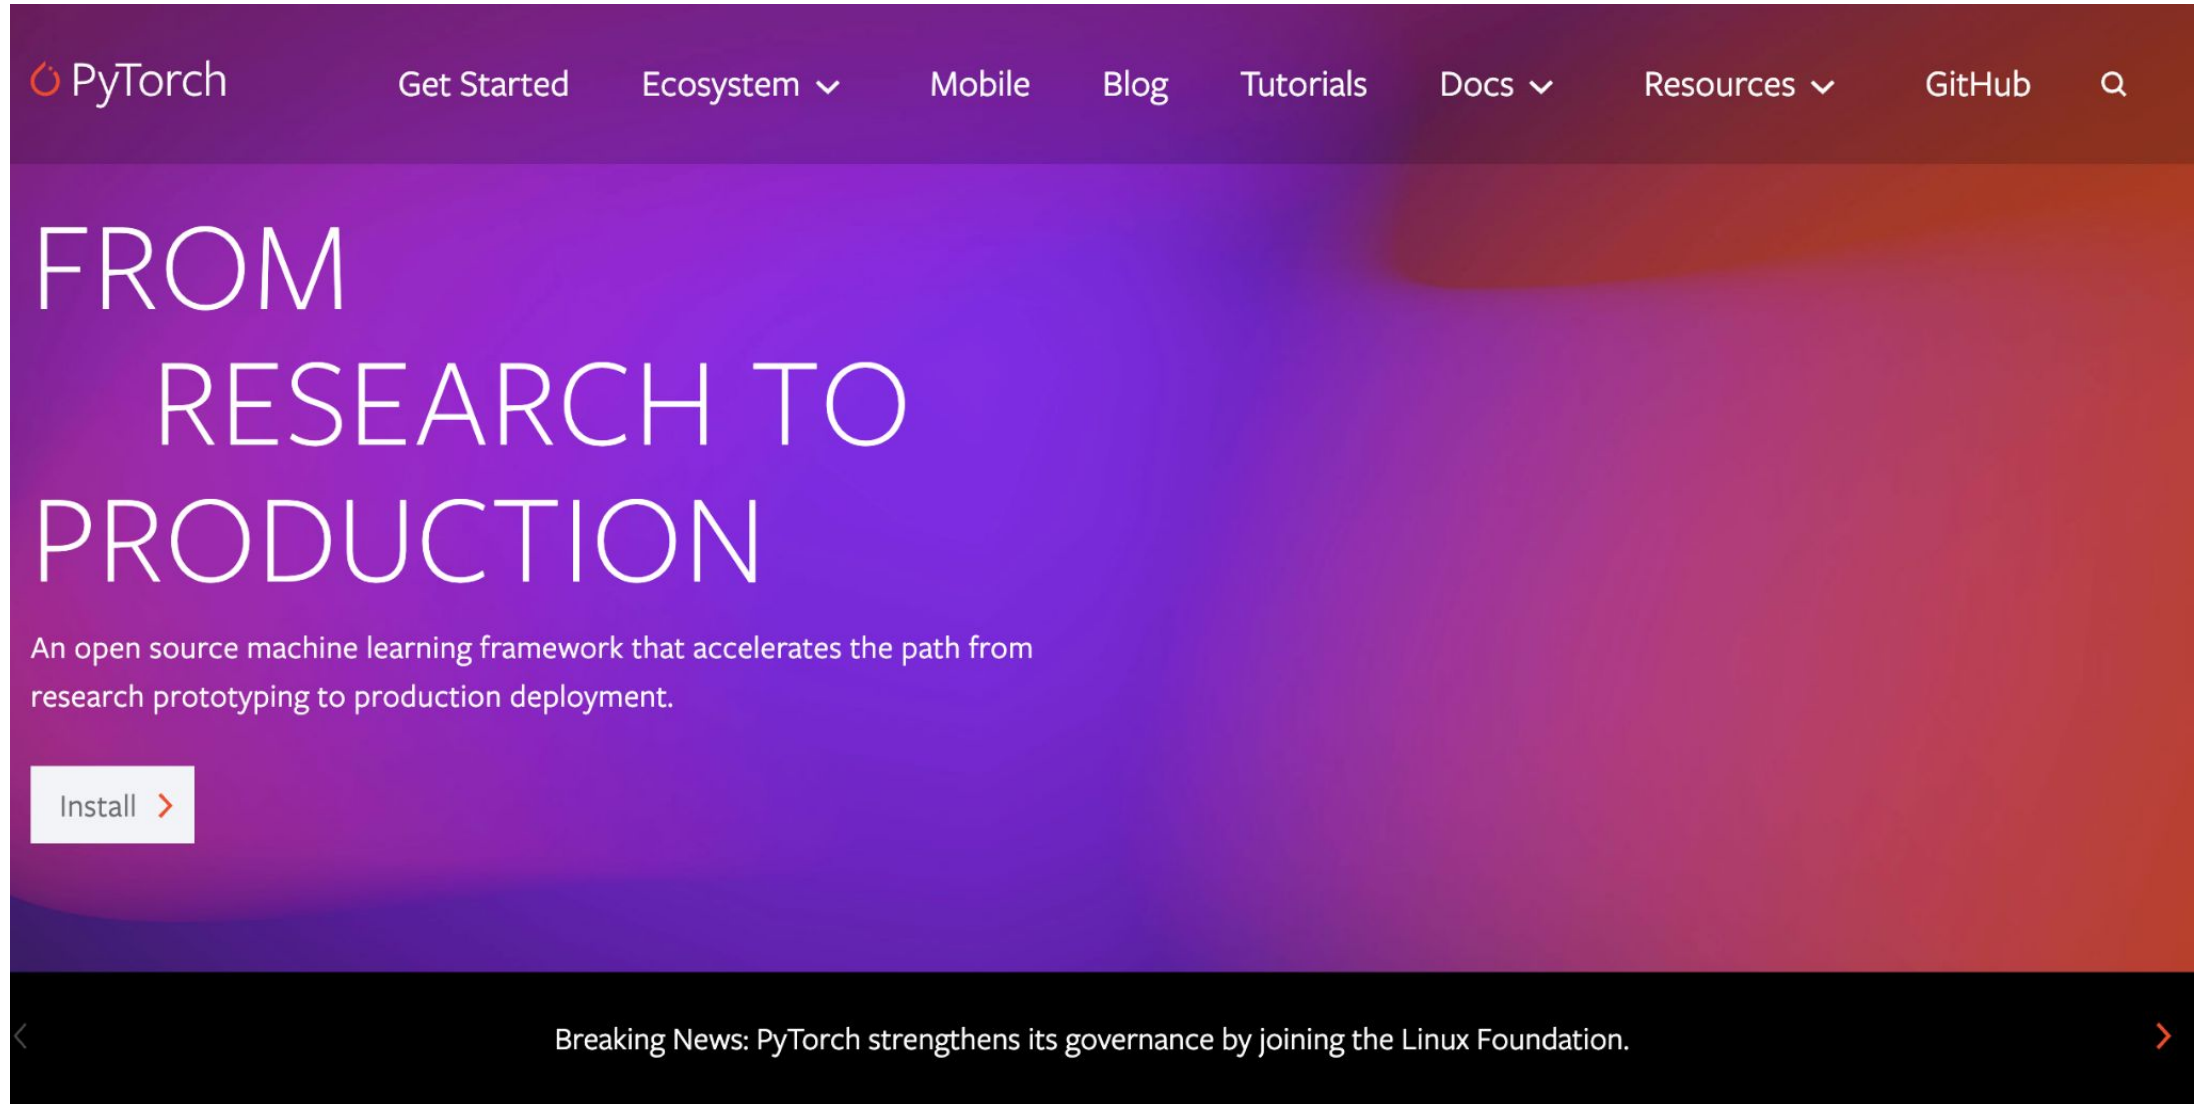 PyTorch Get Started Ecosystem Mobile Blog Tutorials Docs Resources GitHub
FROM
RESEARCH TO
PRODUCTION
An open source machine learning framework that accelerates the path from
research prototyping to production deployment.
Install
Breaking News: PyTorch strengthens its governance by joining the Linux Foundation.